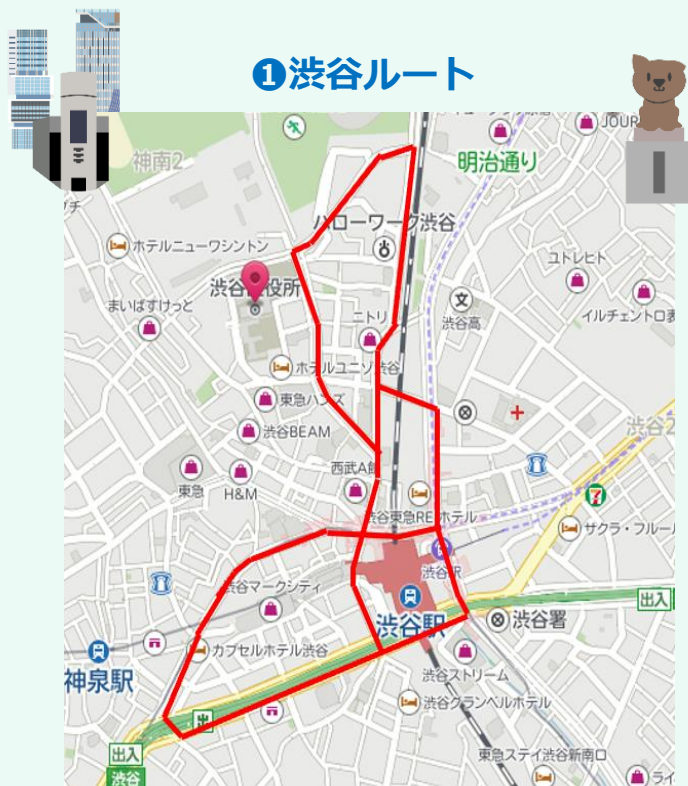 ❶渋谷ルート
JOUR
神南2
明治通り
プチ
ハローワーク渋谷
ホテルニューワシントン
ユトレヒト
渋谷区役所
まいばすけっと
ニトリ
渋谷高
イルチェントロ表
ホテルユニゾ渋谷
東急ハンズ
渋谷2
渋谷BEAM
西武A館
東急
H&M
渋谷東急REIホテル
サクラ・フルール
渋谷マークシティ
出入
渋谷駅
渋谷署
カプセルホテル渋谷
神泉駅
渋谷ストリーム
渋谷グランベルホテル
出
出入
渋谷
東急ステイ渋谷新南口
ライ